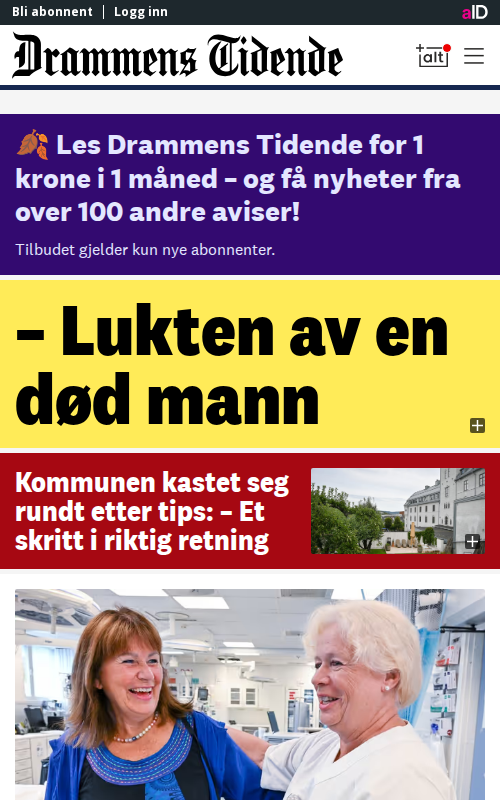 Bli abonnent
Logg inn
aID
Drammens Tidende
+alt
🍂 Les Drammens Tidende for 1
krone i 1 måned – og få nyheter fra
over 100 andre aviser!
Tilbudet gjelder kun nye abonnenter.
– Lukten av en
død mann
Kommunen kastet seg
rundt etter tips: – Et
skritt i riktig retning